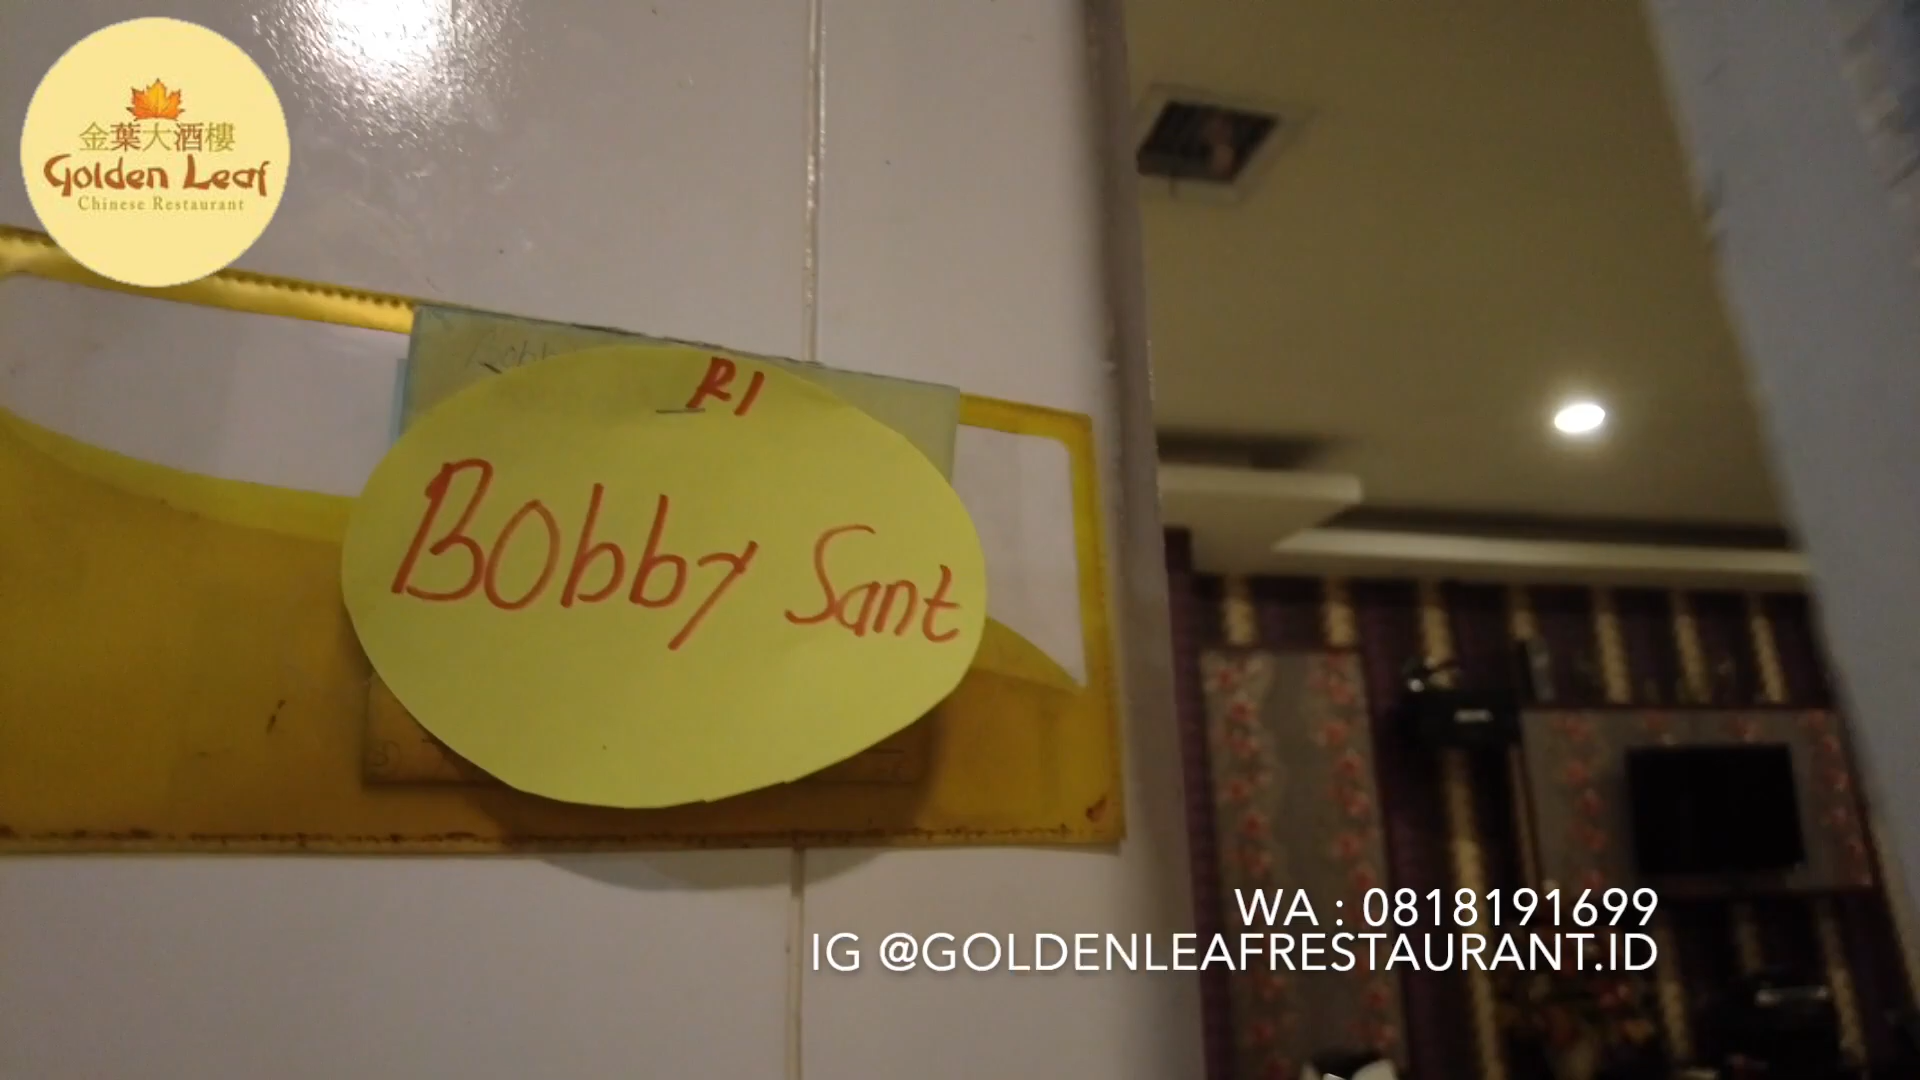 金葉大酒樓
Golden Leaf
Chinese Restaurant
R1
Bobby Sant
WA : 0818191699
IG @GOLDENLEAFRESTAURANT.ID